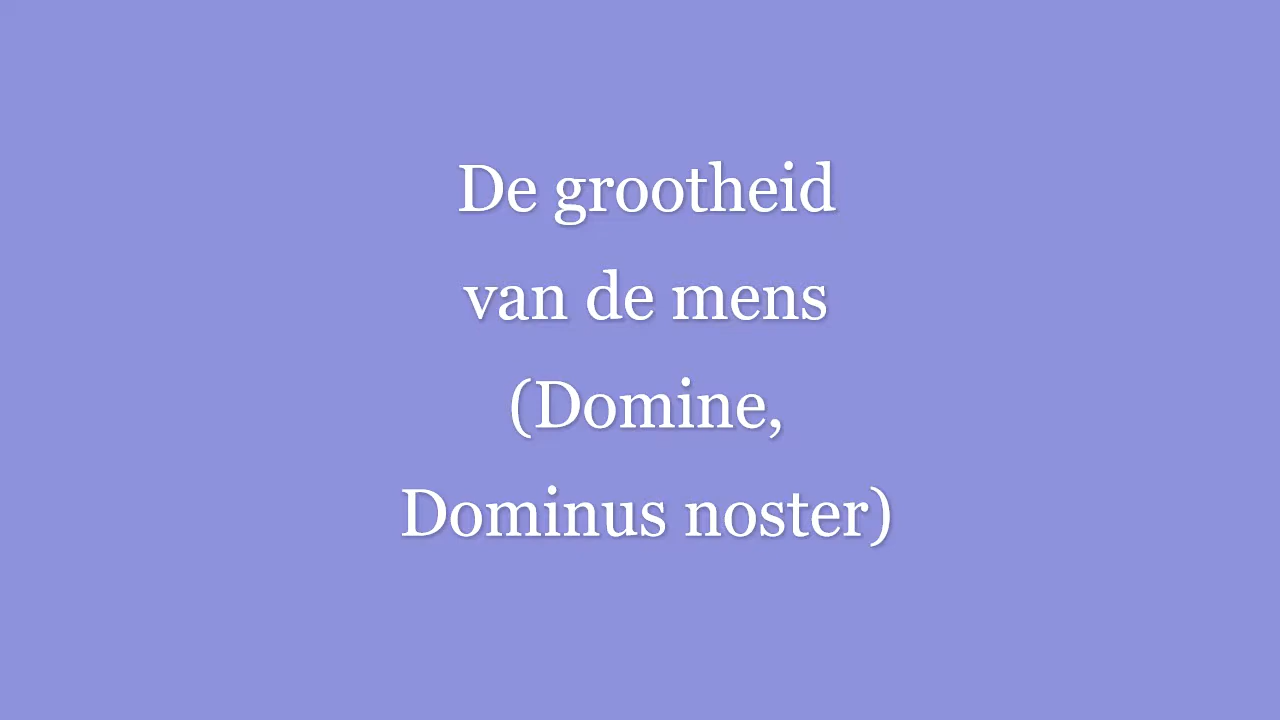 De grootheid
van de mens
(Domine,
Dominus noster)